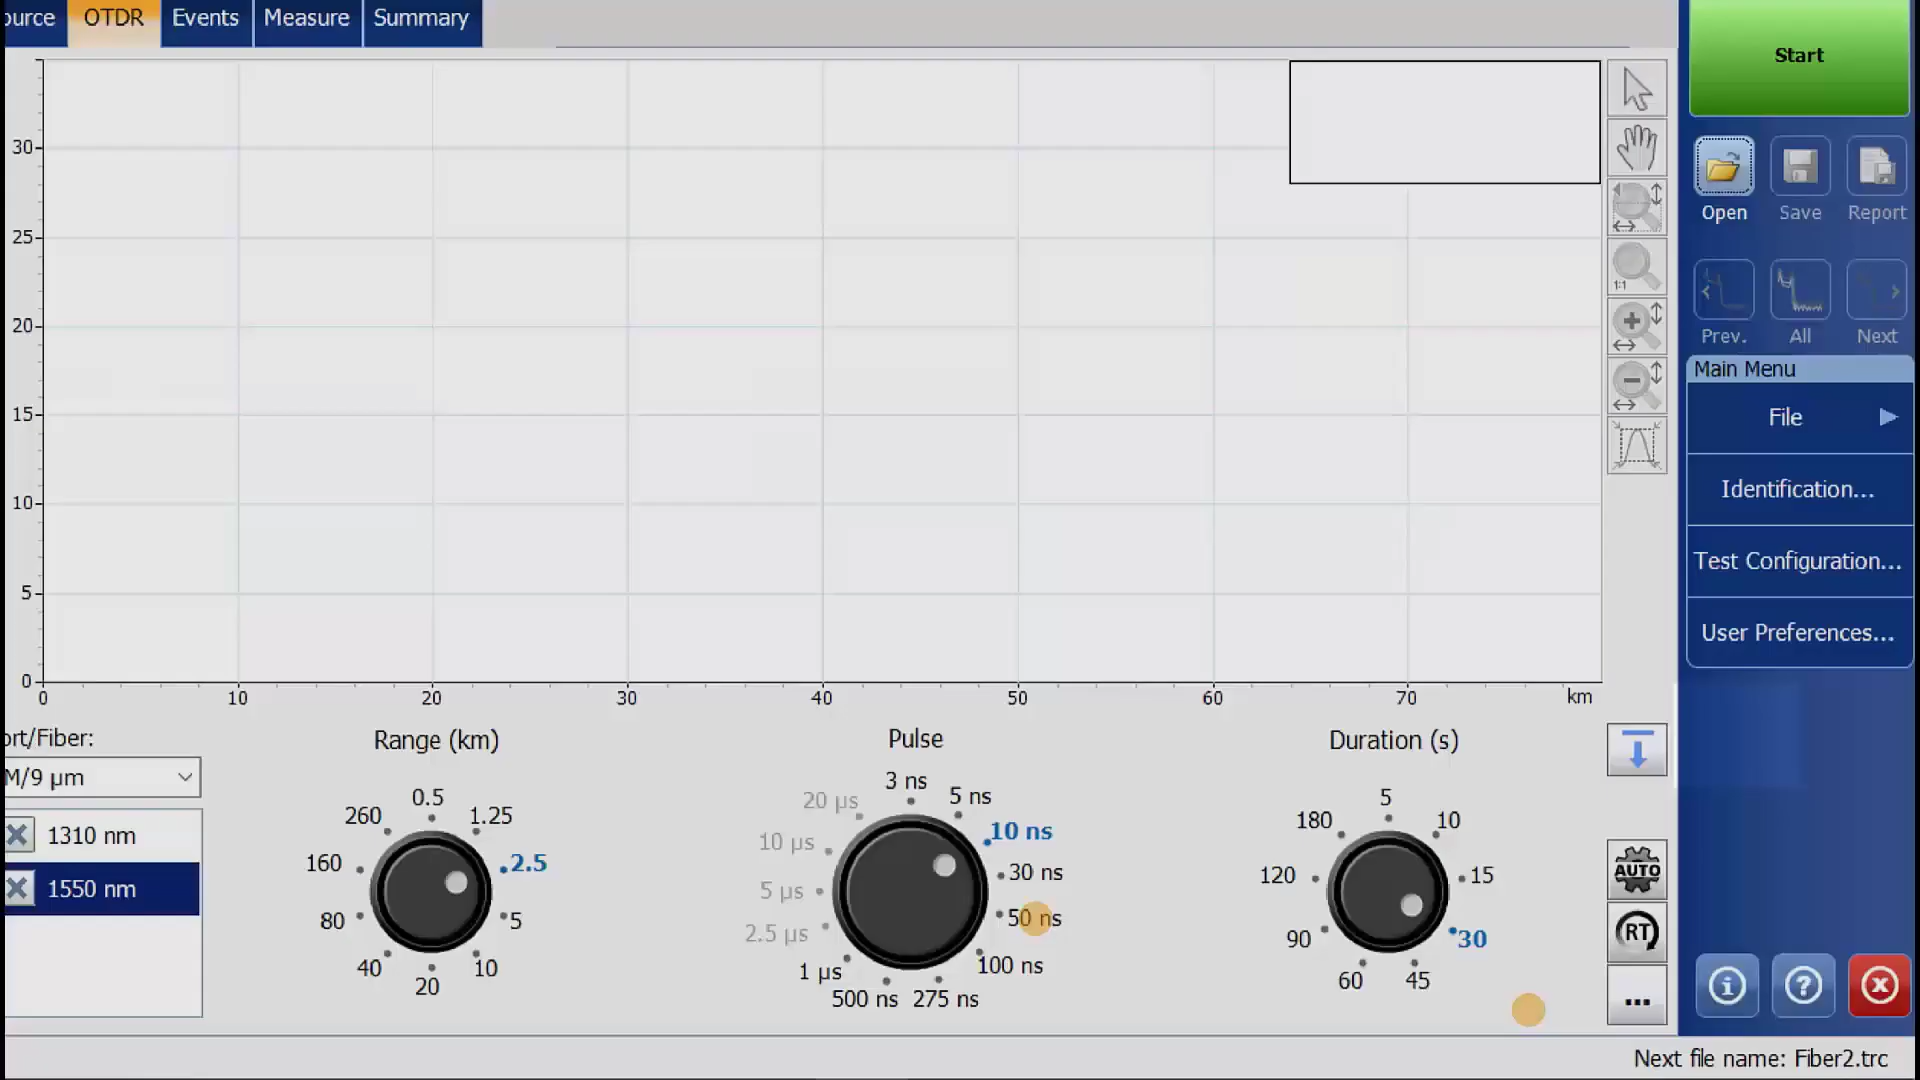 ource OTDR Events Measure Summary
Start
Open Save Report
Prev. All Next
Main Menu
File
Identification...
Test Configuration...
User Preferences...
30
25
20
15
10
5
0
0 10 20 30 40 50 60 70 km
1:1
ort/Fiber:
M/9 µm
1310 nm
1550 nm
Range (km)
0.5
1.25
2.5
5
10
20
40
80
160
260
Pulse
3 ns
5 ns
10 ns
30 ns
50 ns
100 ns
275 ns
500 ns
1 µs
2.5 µs
5 µs
10 µs
20 µs
Duration (s)
5
10
15
30
45
60
90
120
180
AUTO
RT
...
Next file name: Fiber2.trc